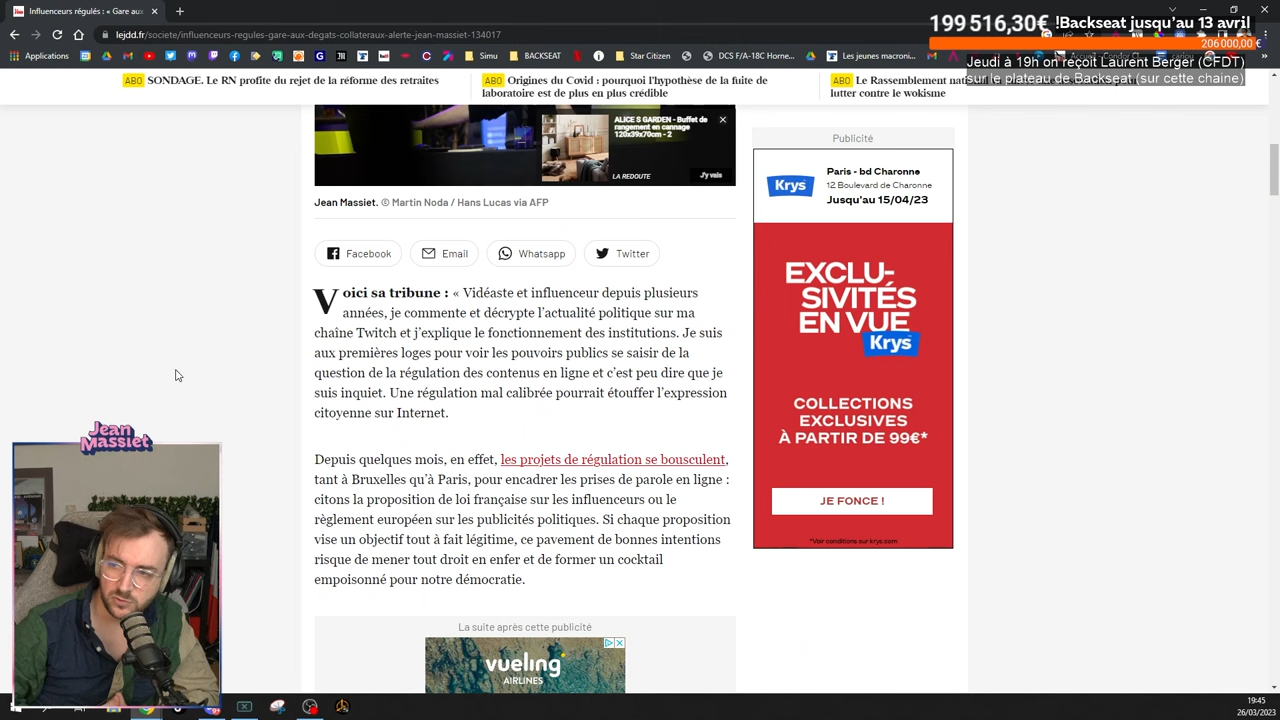 Influenceurs régulés : « Gare aux
lejdd.fr/societe/influenceurs-regules-gare-aux-degats-collateraux-alerte-jean-massiet-134017
199 516,30€ !Backseat jusqu'au 13 avril
206 000,00 €
Jeudi à 19h on reçoit Laurent Berger (CFDT)
sur le plateau de Backseat (sur cette chaine)
Applications
Simu
Star Citizen
DCS F/A-18C Horne...
Les jeunes macroni...
ABO SONDAGE. Le RN profite du rejet de la réforme des retraites
ABO Origines du Covid : pourquoi l'hypothèse de la fuite de
laboratoire est de plus en plus crédible
ABO Le Rassemblement
lutter contre le wokisme
ALICE S GARDEN - Buffet de
rangement en cannage
120x39x70cm - 2
LA REDOUTE
J'y vais
Jean Massiet. © Martin Noda / Hans Lucas via AFP
Facebook
Email
Whatsapp
Twitter
Voici sa tribune : « Vidéaste et influenceur depuis plusieurs
années, je commente et décrypte l'actualité politique sur ma
chaîne Twitch et j'explique le fonctionnement des institutions. Je suis
aux premières loges pour voir les pouvoirs publics se saisir de la
question de la régulation des contenus en ligne et c'est peu dire que je
suis inquiet. Une régulation mal calibrée pourrait étouffer l'expression
citoyenne sur Internet.
Depuis quelques mois, en effet, les projets de régulation se bousculent,
tant à Bruxelles qu'à Paris, pour encadrer les prises de parole en ligne :
citons la proposition de loi française sur les influenceurs ou le
règlement européen sur les publicités politiques. Si chaque proposition
vise un objectif tout à fait légitime, ce pavement de bonnes intentions
risque de mener tout droit en enfer et de former un cocktail
empoisonné pour notre démocratie.
La suite après cette publicité
vueling
AIRLINES
Publicité
Krys
Paris - bd Charonne
12 Boulevard de Charonne
Jusqu'au 15/04/23
EXCLU-
SIVITÉS
EN VUE
Krys
COLLECTIONS
EXCLUSIVES
À PARTIR DE 99€*
JE FONCE !
*Voir conditions sur krys.com
Jean
Massiet
19:45
26/03/2023